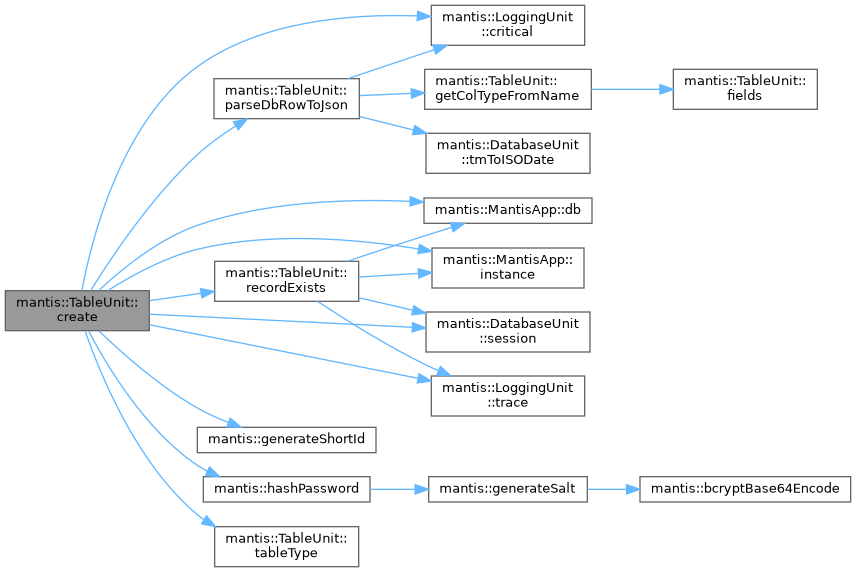 mantis::LoggingUnit
::critical
mantis::TableUnit::
parseDbRowToJson
mantis::TableUnit::
getColTypeFromName
mantis::TableUnit::
fields
mantis::DatabaseUnit
::tmToISODate
mantis::MantisApp::db
mantis::TableUnit::
recordExists
mantis::MantisApp::
instance
mantis::TableUnit::
create
mantis::DatabaseUnit
::session
mantis::LoggingUnit
::trace
mantis::generateShortId
mantis::hashPassword
mantis::generateSalt
mantis::bcryptBase64Encode
mantis::TableUnit::
tableType